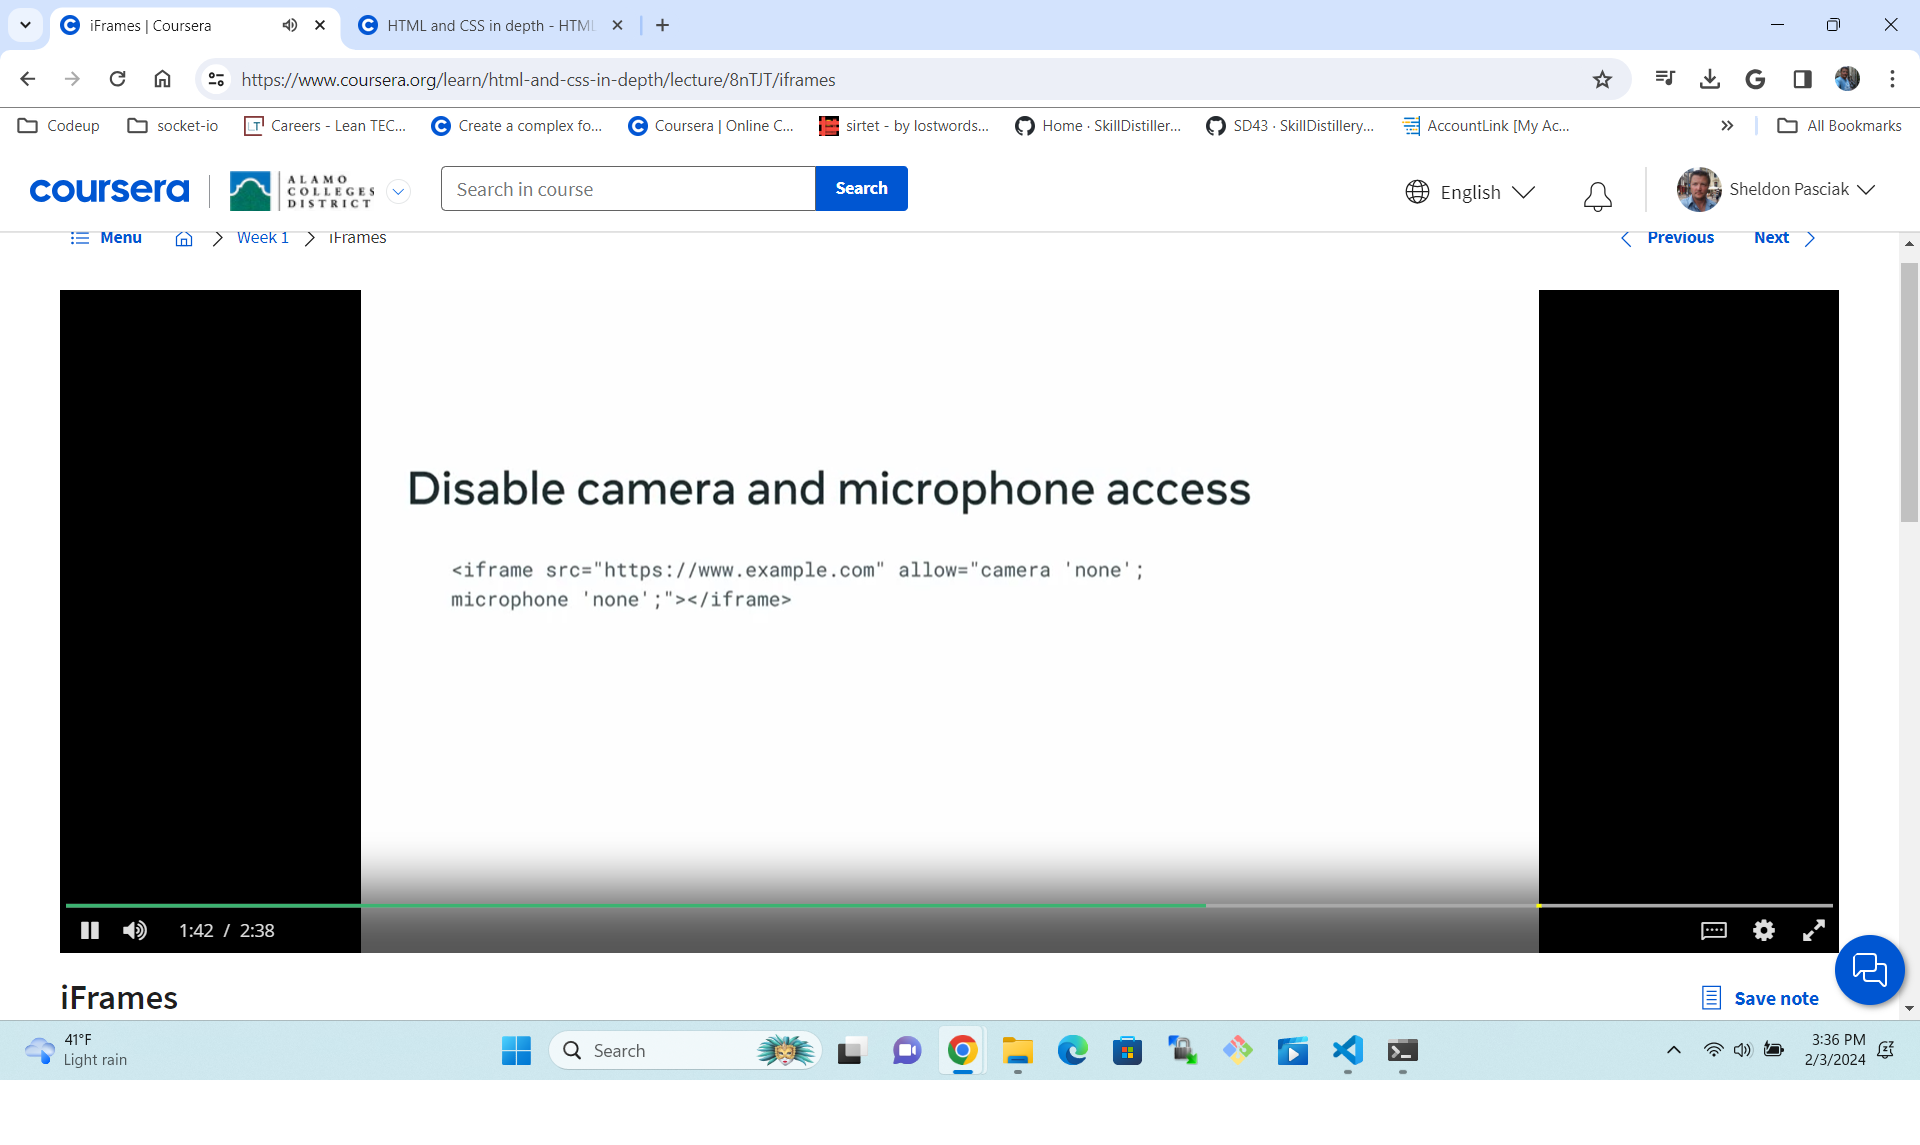 iFrames | Coursera
HTML and CSS in depth - HTML
https://www.coursera.org/learn/html-and-css-in-depth/lecture/8nTJT/iframes
Codeup
socket-io
LT
Careers - Lean TEC...
Create a complex fo...
Coursera | Online C...
sirtet - by lostwords...
Home · SkillDistiller...
SD43 · SkillDistillery...
AccountLink [My Ac...
All Bookmarks
coursera
ALAMO
COLLEGES
DISTRICT
Search in course
Search
English
Sheldon Pasciak
Menu
Week 1
iFrames
Previous
Next
Disable camera and microphone access
<iframe src="https://www.example.com" allow="camera 'none';
microphone 'none';"></iframe>
1:42 / 2:38
iFrames
Save note
41°F
Light rain
Search
3:36 PM
2/3/2024